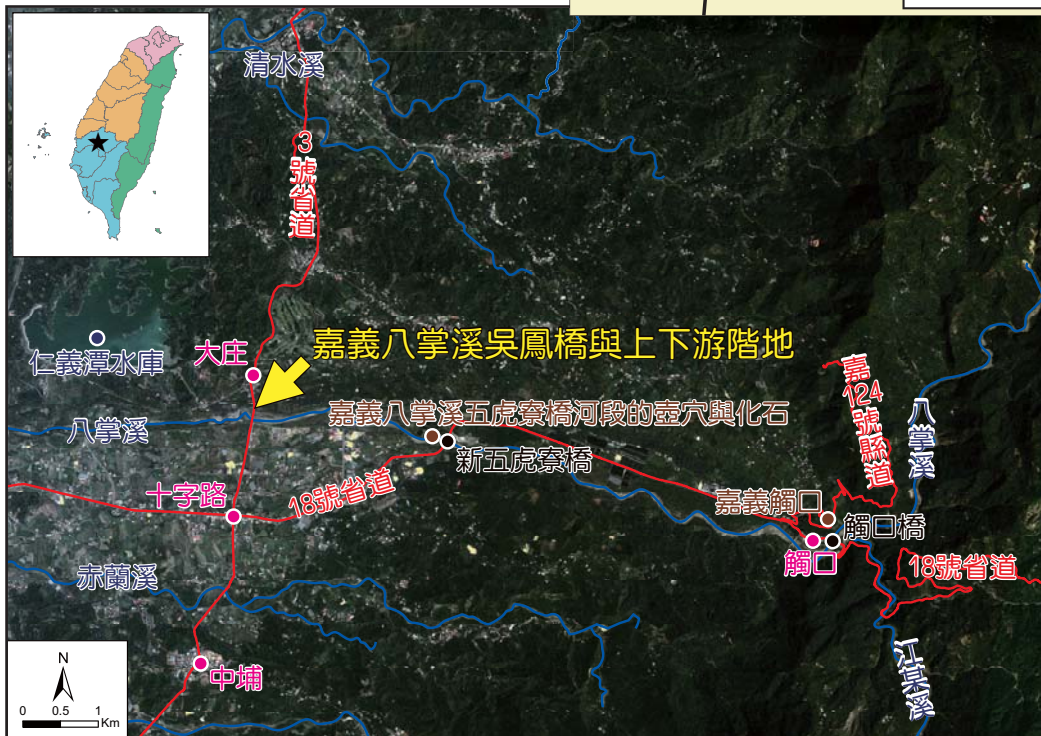 清水溪
3號省道
仁義潭水庫
大庄
嘉義八掌溪吳鳳橋與上下游階地
嘉124號縣道
八掌溪
嘉義八掌溪五虎寮橋河段的壺穴與化石
八掌溪
新五虎寮橋
十字路
18號省道
嘉義觸口
觸口橋
觸口
18號省道
赤蘭溪
江某溪
中埔
N
0 0.5 1
Km